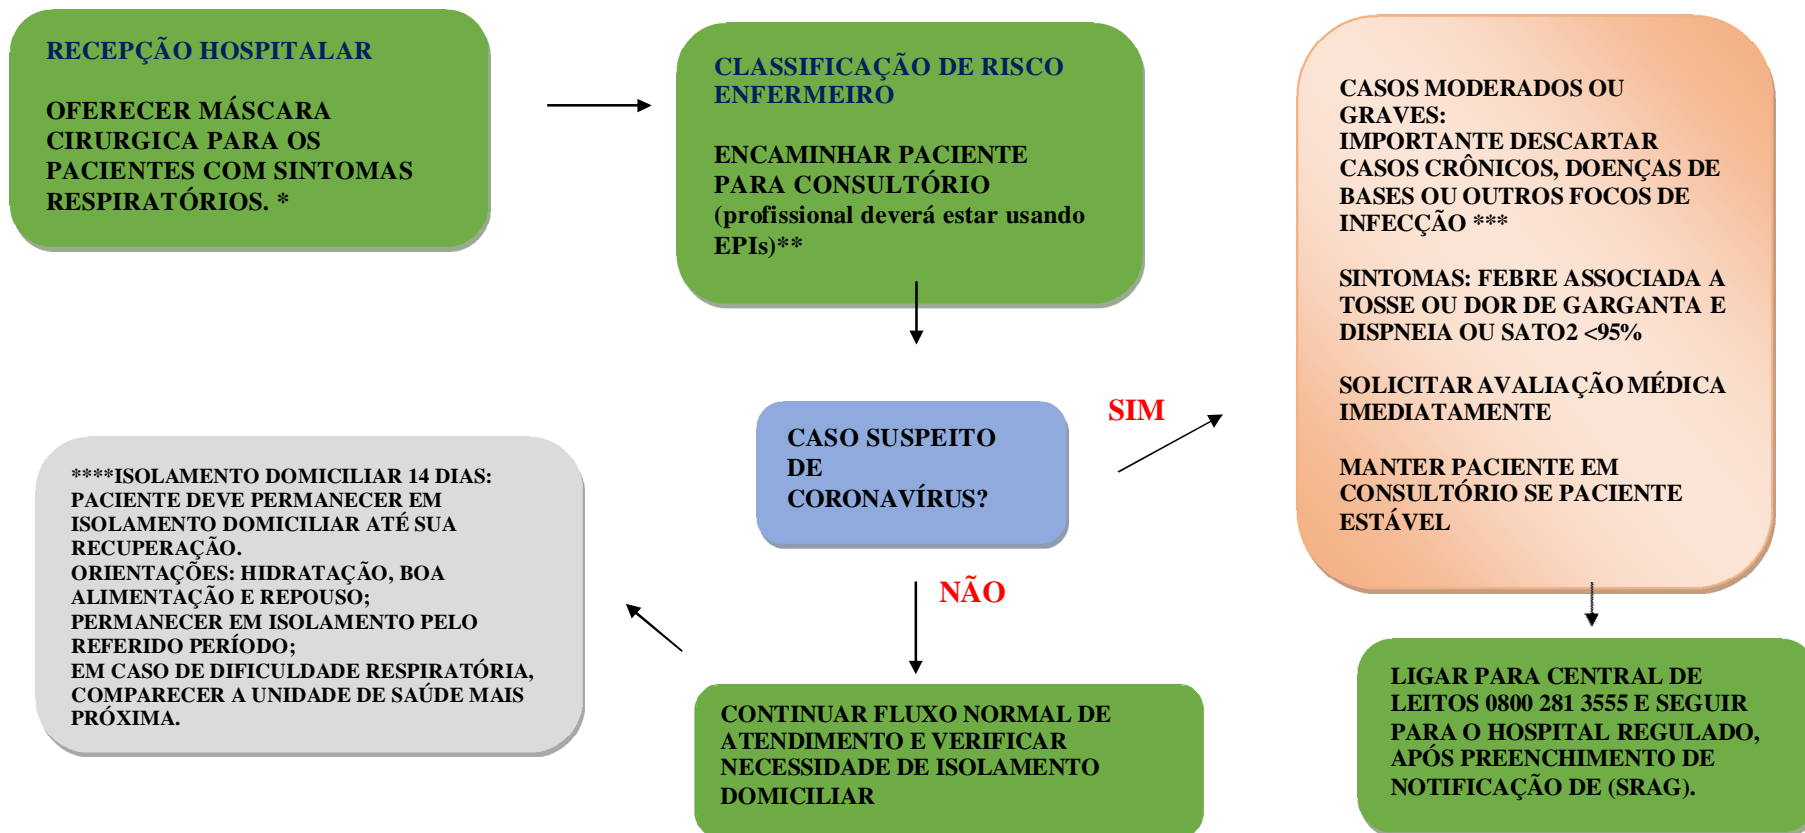 RECEPÇÃO HOSPITALAR
OFERECER MÁSCARA
CIRURGICA PARA OS
PACIENTES COM SINTOMAS
RESPIRATÓRIOS. *
CLASSIFICAÇÃO DE RISCO
ENFERMEIRO
ENCAMINHAR PACIENTE
PARA CONSULTÓRIO
(profissional deverá estar usando
EPIs)**
CASO SUSPEITO
DE
CORONAVÍRUS?
SIM
CASOS MODERADOS OU
GRAVES:
IMPORTANTE DESCARTAR
CASOS CRÔNICOS, DOENÇAS DE
BASES OU OUTROS FOCOS DE
INFECÇÃO ***
SINTOMAS: FEBRE ASSOCIADA A
TOSSE OU DOR DE GARGANTA E
DISPNEIA OU SATO2 <95%
SOLICITAR AVALIAÇÃO MÉDICA
IMEDIATAMENTE
MANTER PACIENTE EM
CONSULTÓRIO SE PACIENTE
ESTÁVEL
LIGAR PARA CENTRAL DE
LEITOS 0800 281 3555 E SEGUIR
PARA O HOSPITAL REGULADO,
APÓS PREENCHIMENTO DE
NOTIFICAÇÃO DE (SRAG).
NÃO
CONTINUAR FLUXO NORMAL DE
ATENDIMENTO E VERIFICAR
NECESSIDADE DE ISOLAMENTO
DOMICILIAR
****ISOLAMENTO DOMICILIAR 14 DIAS:
PACIENTE DEVE PERMANECER EM
ISOLAMENTO DOMICILIAR ATÉ SUA
RECUPERAÇÃO.
ORIENTAÇÕES: HIDRATAÇÃO, BOA
ALIMENTAÇÃO E REPOUSO;
PERMANECER EM ISOLAMENTO PELO
REFERIDO PERÍODO;
EM CASO DE DIFICULDADE RESPIRATÓRIA,
COMPARECER A UNIDADE DE SAÚDE MAIS
PRÓXIMA.